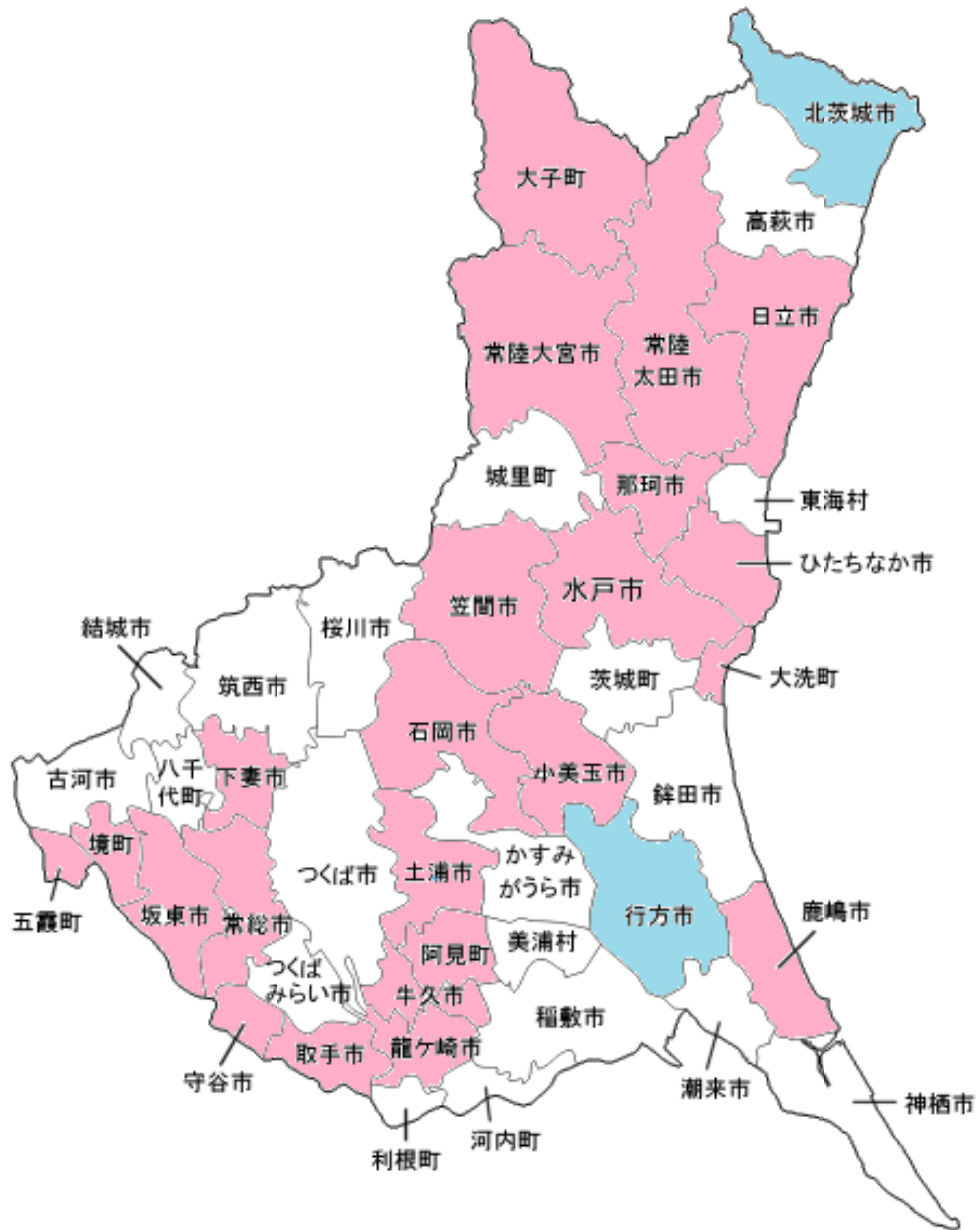 北茨城市
大子町
高萩市
日立市
常陸大宮市
常陸
太田市
城里町
那珂市
東海村
ひたちなか市
水戸市
笠間市
桜川市
結城市
筑西市
茨城町
大洗町
石岡市
小美玉市
古河市
八千
代町
下妻市
鉾田市
境町
つくば市
土浦市
かすみ
がうら市
五霞町
坂東市
常総市
行方市
鹿嶋市
阿見町
美浦村
つくば
みらい市
牛久市
稲敷市
取手市
龍ケ崎市
守谷市
潮来市
神栖市
利根町
河内町